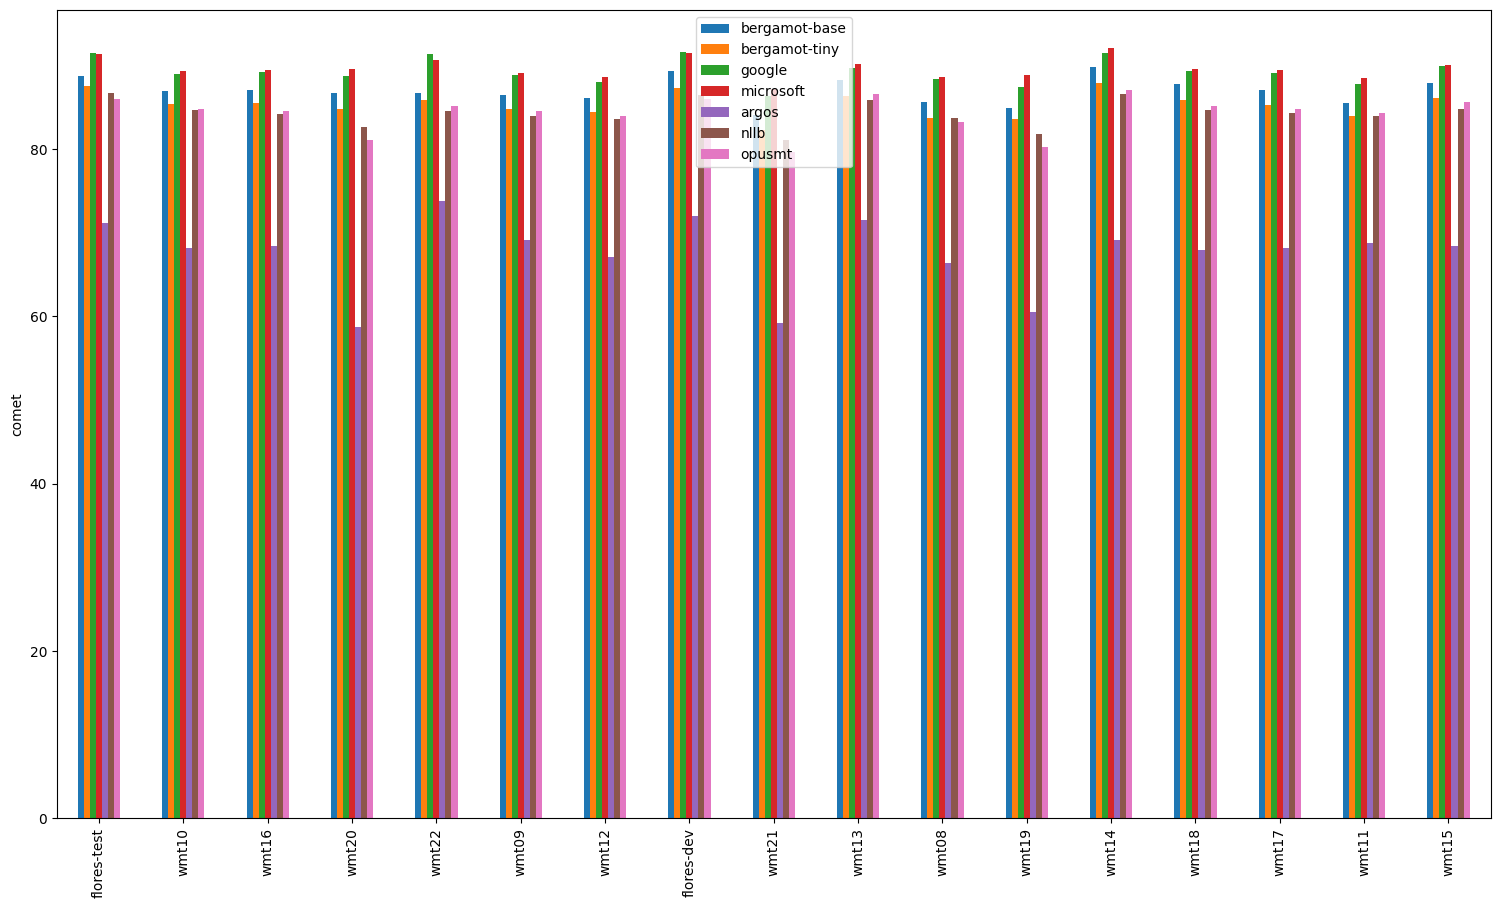 bergamot-base
bergamot-tiny
google
microsoft
argos
nllb
opusmt
80
60
40
20
0
comet
flores-test
wmt10
wmt16
wmt20
wmt22
wmt09
wmt12
flores-dev
wmt21
wmt13
wmt08
wmt19
wmt14
wmt18
wmt17
wmt11
wmt15